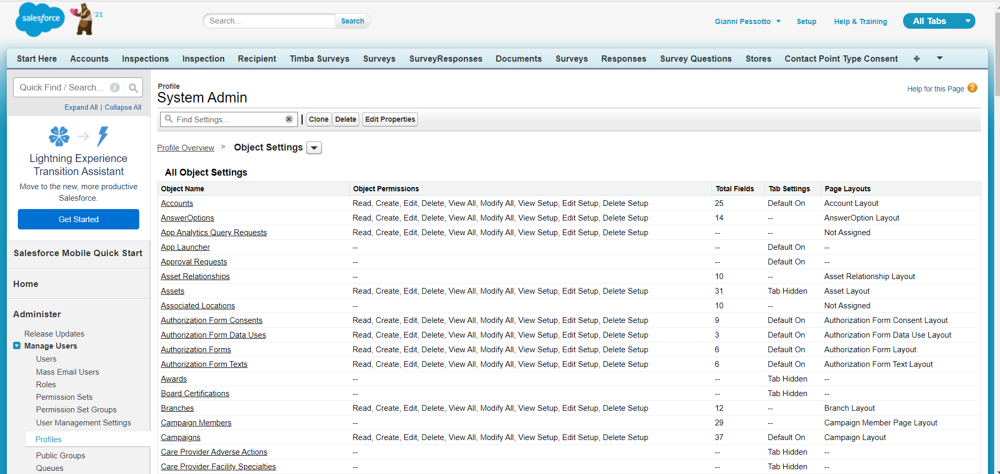 salesforce
'21
Search...
Search
Gianni Pessotto
Setup
Help & Training
All Tabs
Start Here Accounts Inspections Inspection Recipient Timba Surveys Surveys SurveyResponses Documents Surveys Responses Survey Questions Stores Contact Point Type Consent +
Quick Find / Search...
i
Expand All | Collapse All
Lightning Experience
Transition Assistant
Move to the new, more productive
Salesforce.
Get Started
Salesforce Mobile Quick Start
Home
Administer
Release Updates
Manage Users
Users
Mass Email Users
Roles
Permission Sets
Permission Set Groups
User Management Settings
Profiles
Public Groups
Queues
Profile
System Admin
Help for this Page ?
Find Settings...
Clone Delete Edit Properties
Profile Overview > Object Settings
All Object Settings
Object Name Object Permissions Total Fields Tab Settings Page Layouts
Accounts Read, Create, Edit, Delete, View All, Modify All, View Setup, Edit Setup, Delete Setup 25 Default On Account Layout
AnswerOptions Read, Create, Edit, Delete, View All, Modify All, View Setup, Edit Setup, Delete Setup 14 -- AnswerOption Layout
App Analytics Query Requests Read, Create, Edit, Delete, View All, Modify All, View Setup, Edit Setup, Delete Setup -- -- Not Assigned
App Launcher -- -- Default On --
Approval Requests -- -- Default On --
Asset Relationships -- 10 -- Asset Relationship Layout
Assets Read, Create, Edit, Delete, View All, Modify All, View Setup, Edit Setup, Delete Setup 31 Tab Hidden Asset Layout
Associated Locations -- 10 -- Not Assigned
Authorization Form Consents Read, Create, Edit, Delete, View All, Modify All, View Setup, Edit Setup, Delete Setup 9 Default On Authorization Form Consent Layout
Authorization Form Data Uses Read, Create, Edit, Delete, View All, Modify All, View Setup, Edit Setup, Delete Setup 3 Default On Authorization Form Data Use Layout
Authorization Forms Read, Create, Edit, Delete, View All, Modify All, View Setup, Edit Setup, Delete Setup 6 Default On Authorization Form Layout
Authorization Form Texts Read, Create, Edit, Delete, View All, Modify All, View Setup, Edit Setup, Delete Setup 6 Default On Authorization Form Text Layout
Awards -- -- Tab Hidden --
Board Certifications -- -- Tab Hidden --
Branches Read, Create, Edit, Delete, View All, Modify All, View Setup, Edit Setup, Delete Setup 12 -- Branch Layout
Campaign Members -- 29 -- Campaign Member Page Layout
Campaigns Read, Create, Edit, Delete, View All, Modify All, View Setup, Edit Setup, Delete Setup 37 Default On Campaign Layout
Care Provider Adverse Actions -- -- Tab Hidden --
Care Provider Facility Specialties -- -- Tab Hidden --